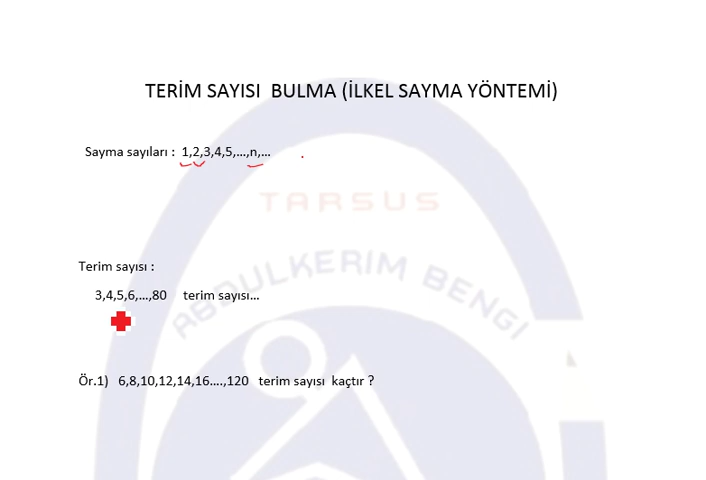 TERİM SAYISI BULMA (İLKEL SAYMA YÖNTEMİ)
Sayma sayıları : 1,2,3,4,5,...,n,...
TARSUS
ABDULKERİM BENGİ
Terim sayısı :
3,4,5,6,...,80 terim sayısı...
Ör.1) 6,8,10,12,14,16....,120 terim sayısı kaçtır ?